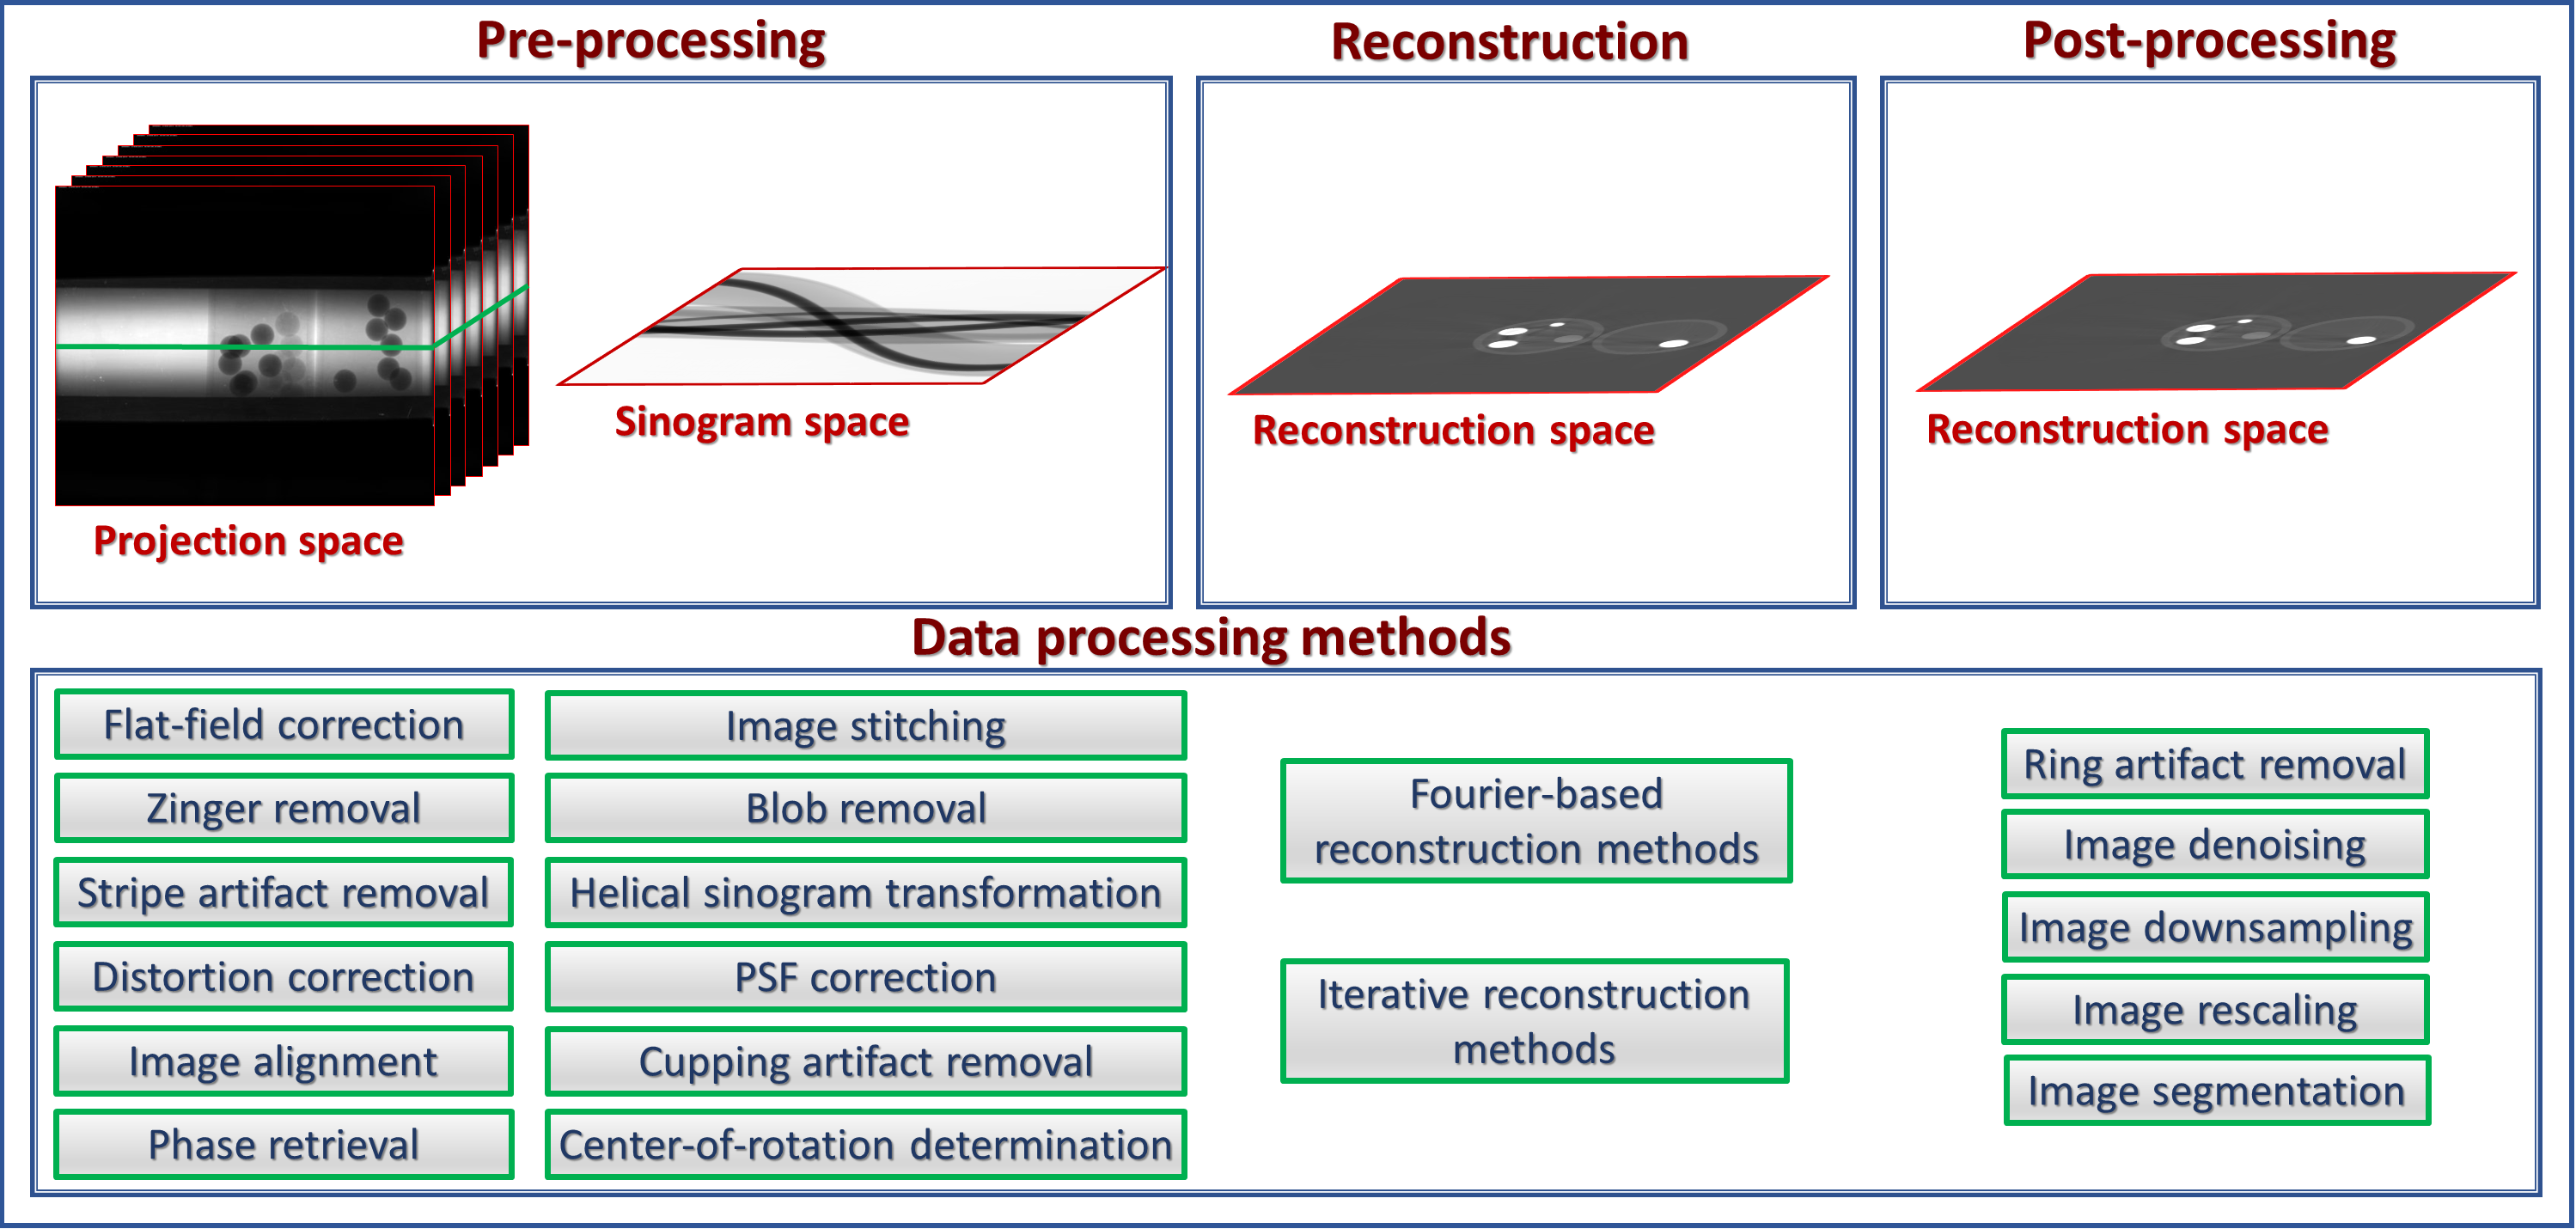 Pre-processing
Reconstruction
Post-processing
Projection space
Sinogram space
Reconstruction space
Reconstruction space
Data processing methods
Flat-field correction
Zinger removal
Stripe artifact removal
Distortion correction
Image alignment
Phase retrieval
Image stitching
Blob removal
Helical sinogram transformation
PSF correction
Cupping artifact removal
Center-of-rotation determination
Fourier-based
reconstruction methods
Iterative reconstruction
methods
Ring artifact removal
Image denoising
Image downsampling
Image rescaling
Image segmentation